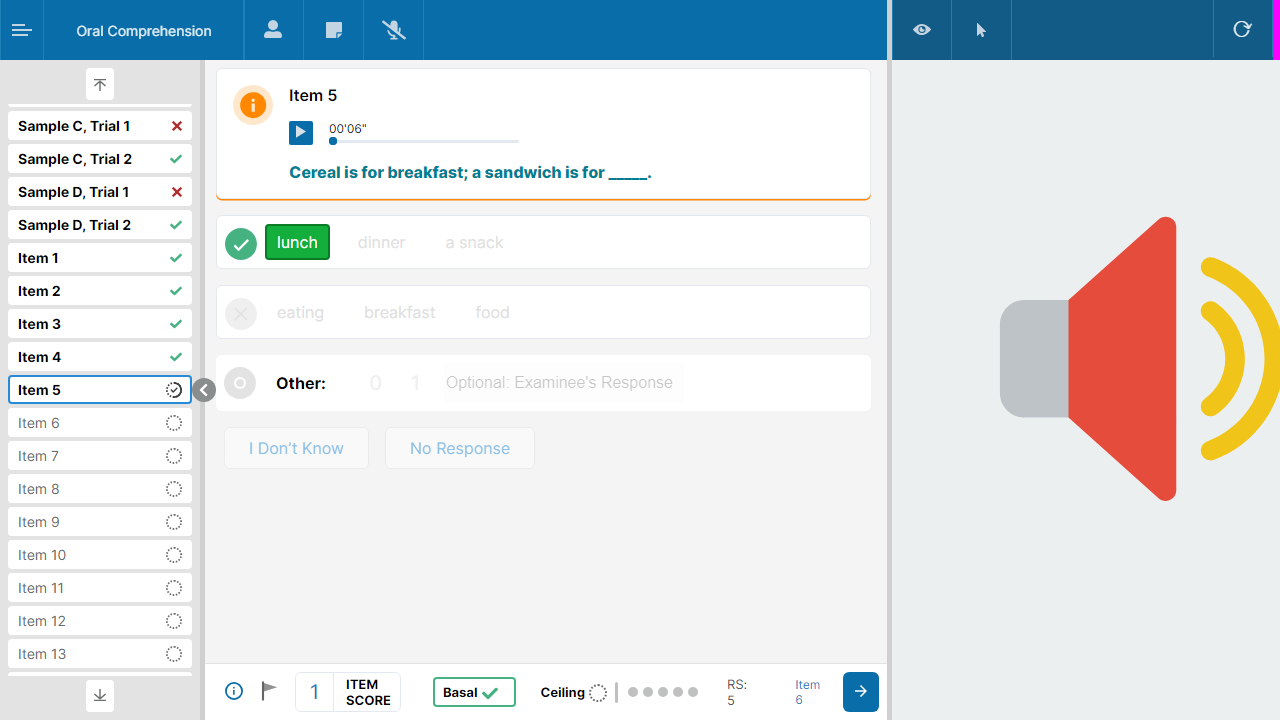 Oral Comprehension
Sample C, Trial 1
Sample C, Trial 2
Sample D, Trial 1
Sample D, Trial 2
Item 1
Item 2
Item 3
Item 4
Item 5
Item 6
Item 7
Item 8
Item 9
Item 10
Item 11
Item 12
Item 13
Item 5
00'06"
Cereal is for breakfast; a sandwich is for _____.
lunch dinner a snack
eating breakfast food
Other: 0 1 Optional: Examinee's Response
I Don’t Know No Response
1 ITEM SCORE
Basal
Ceiling
RS: 5
Item 6